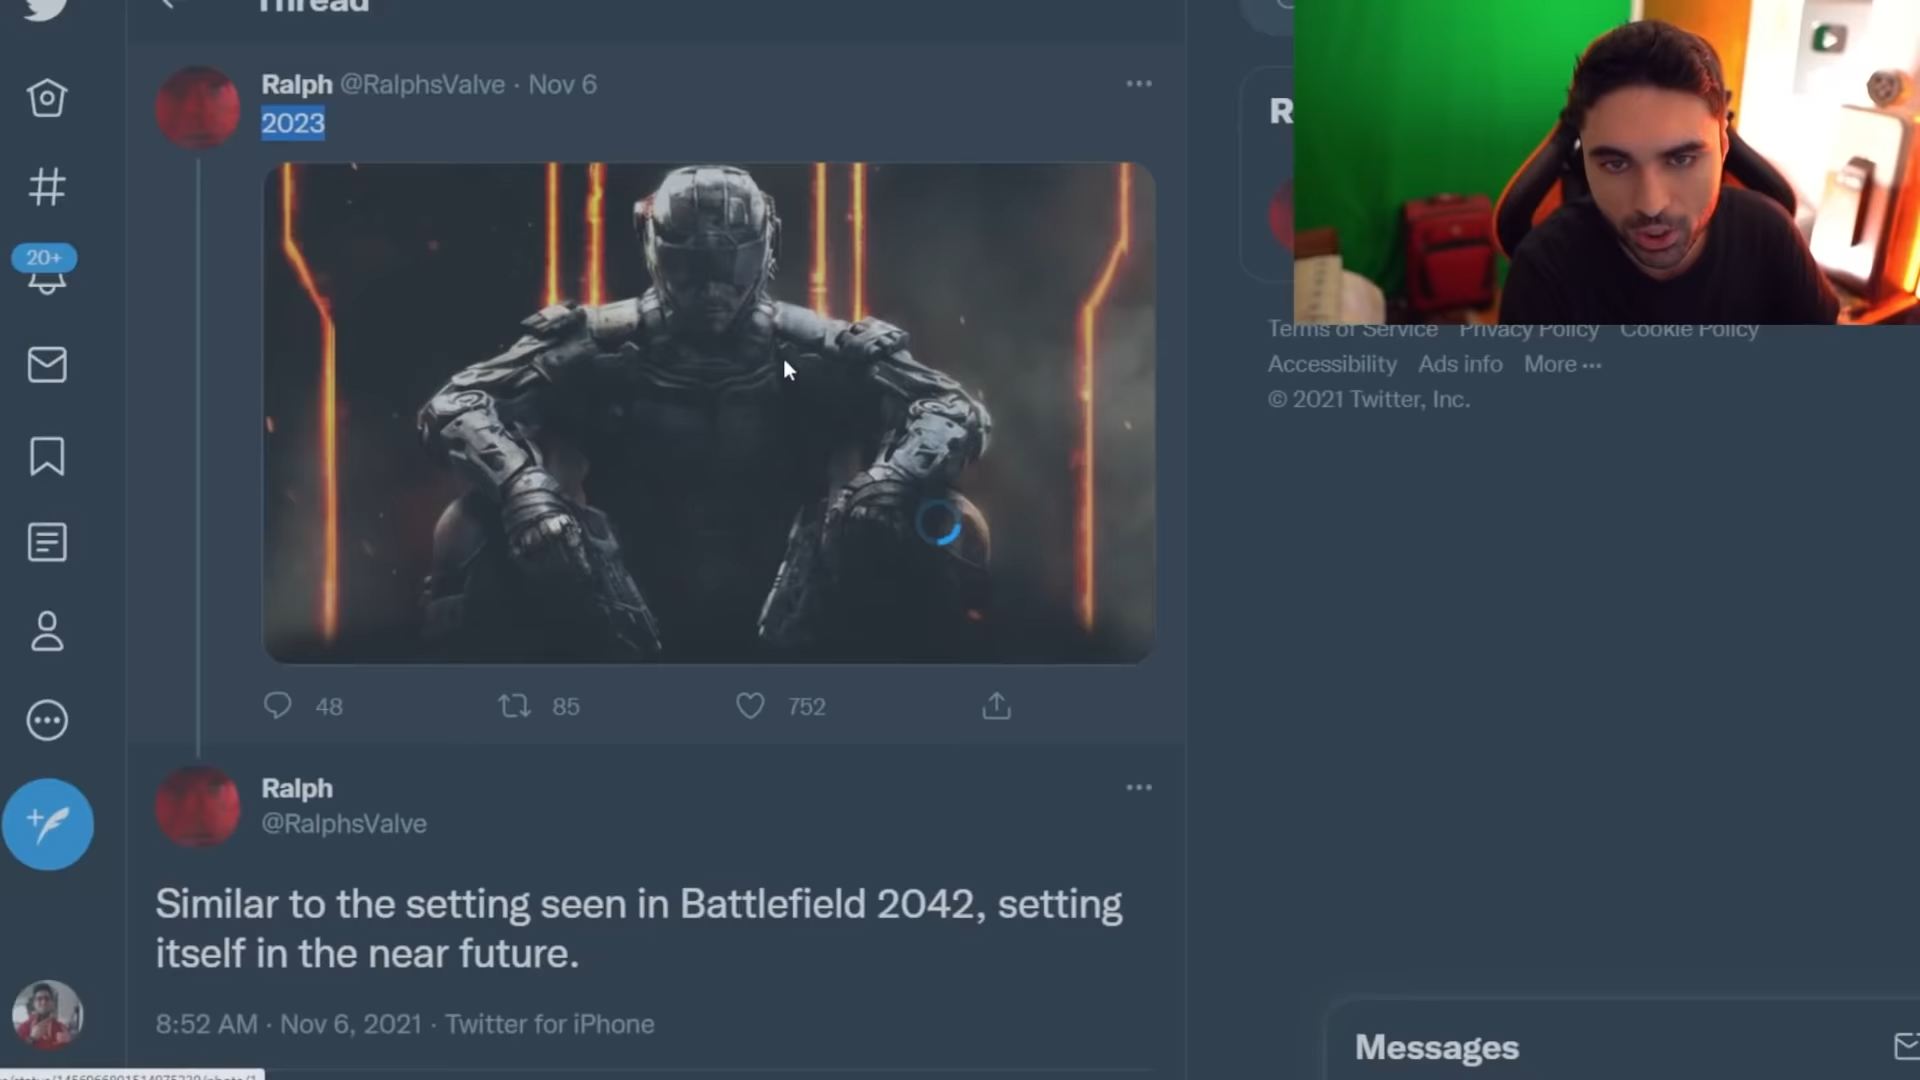 Thread
Ralph @RalphsValve · Nov 6
2023
20+
48 85 752
Ralph
@RalphsValve
Similar to the setting seen in Battlefield 2042, setting
itself in the near future.
8:52 AM · Nov 6, 2021 · Twitter for iPhone
R
Terms of Service Privacy Policy Cookie Policy
Accessibility Ads info More ···
© 2021 Twitter, Inc.
Messages